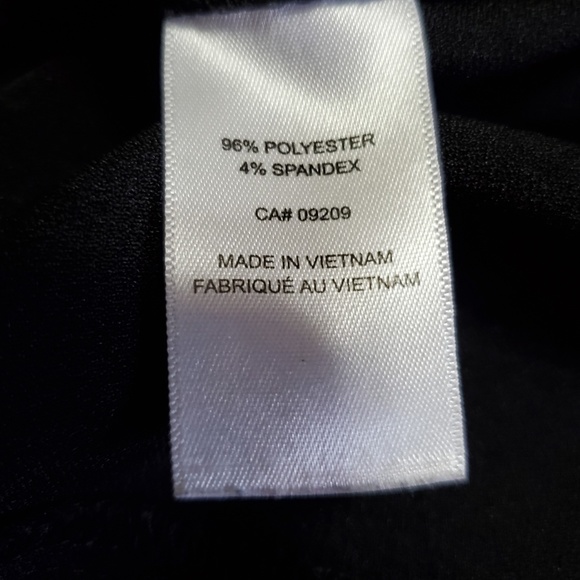 96% POLYESTER
4% SPANDEX
CA# 09209
MADE IN VIETNAM
FABRIQUÉ AU VIETNAM